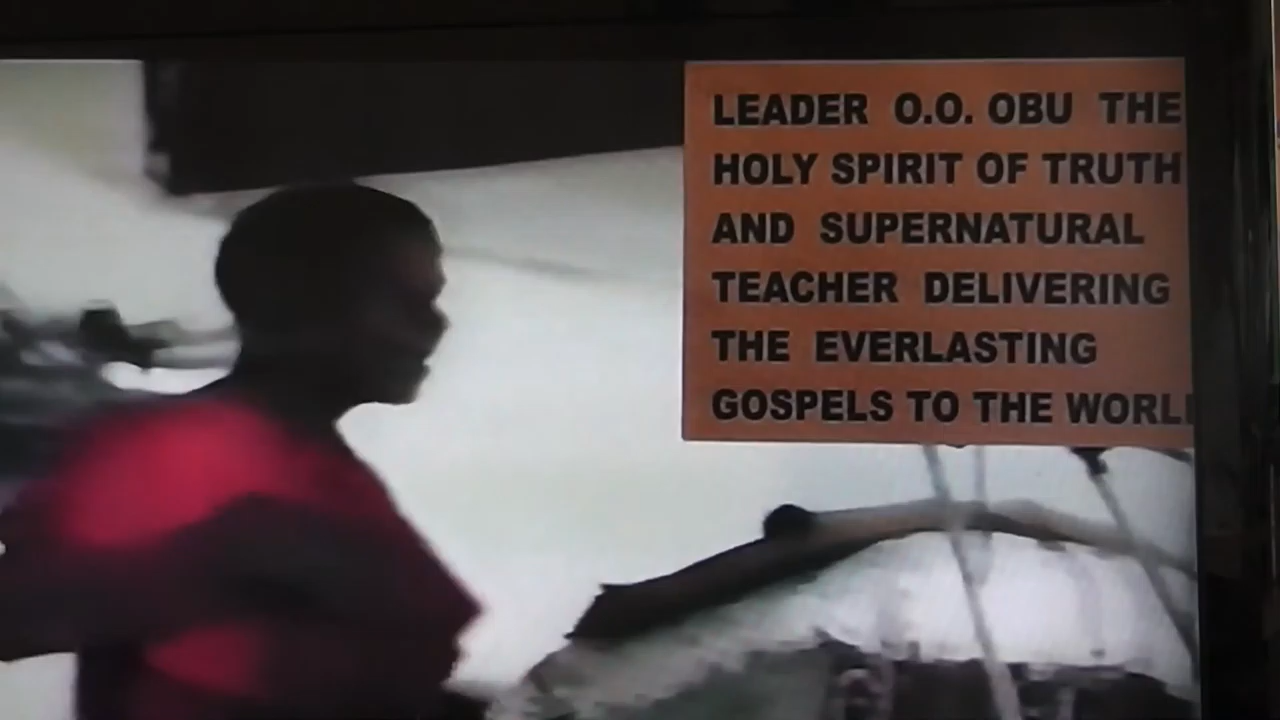 LEADER O.O. OBU THE
HOLY SPIRIT OF TRUTH
AND SUPERNATURAL
TEACHER DELIVERING
THE EVERLASTING
GOSPELS TO THE WORL